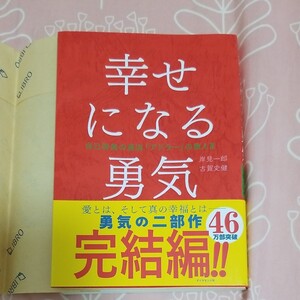 幸せ
になる
勇気
岸見一郎
古賀史健
愛とは、そして真の幸福とは
勇気の二部作
46
万部突破
完結編!!
LIBRO
LIBRO